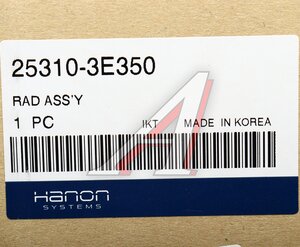 25310-3E350
RAD ASS'Y
1 PC IKT MADE IN KOREA
Hanon
SYSTEMS